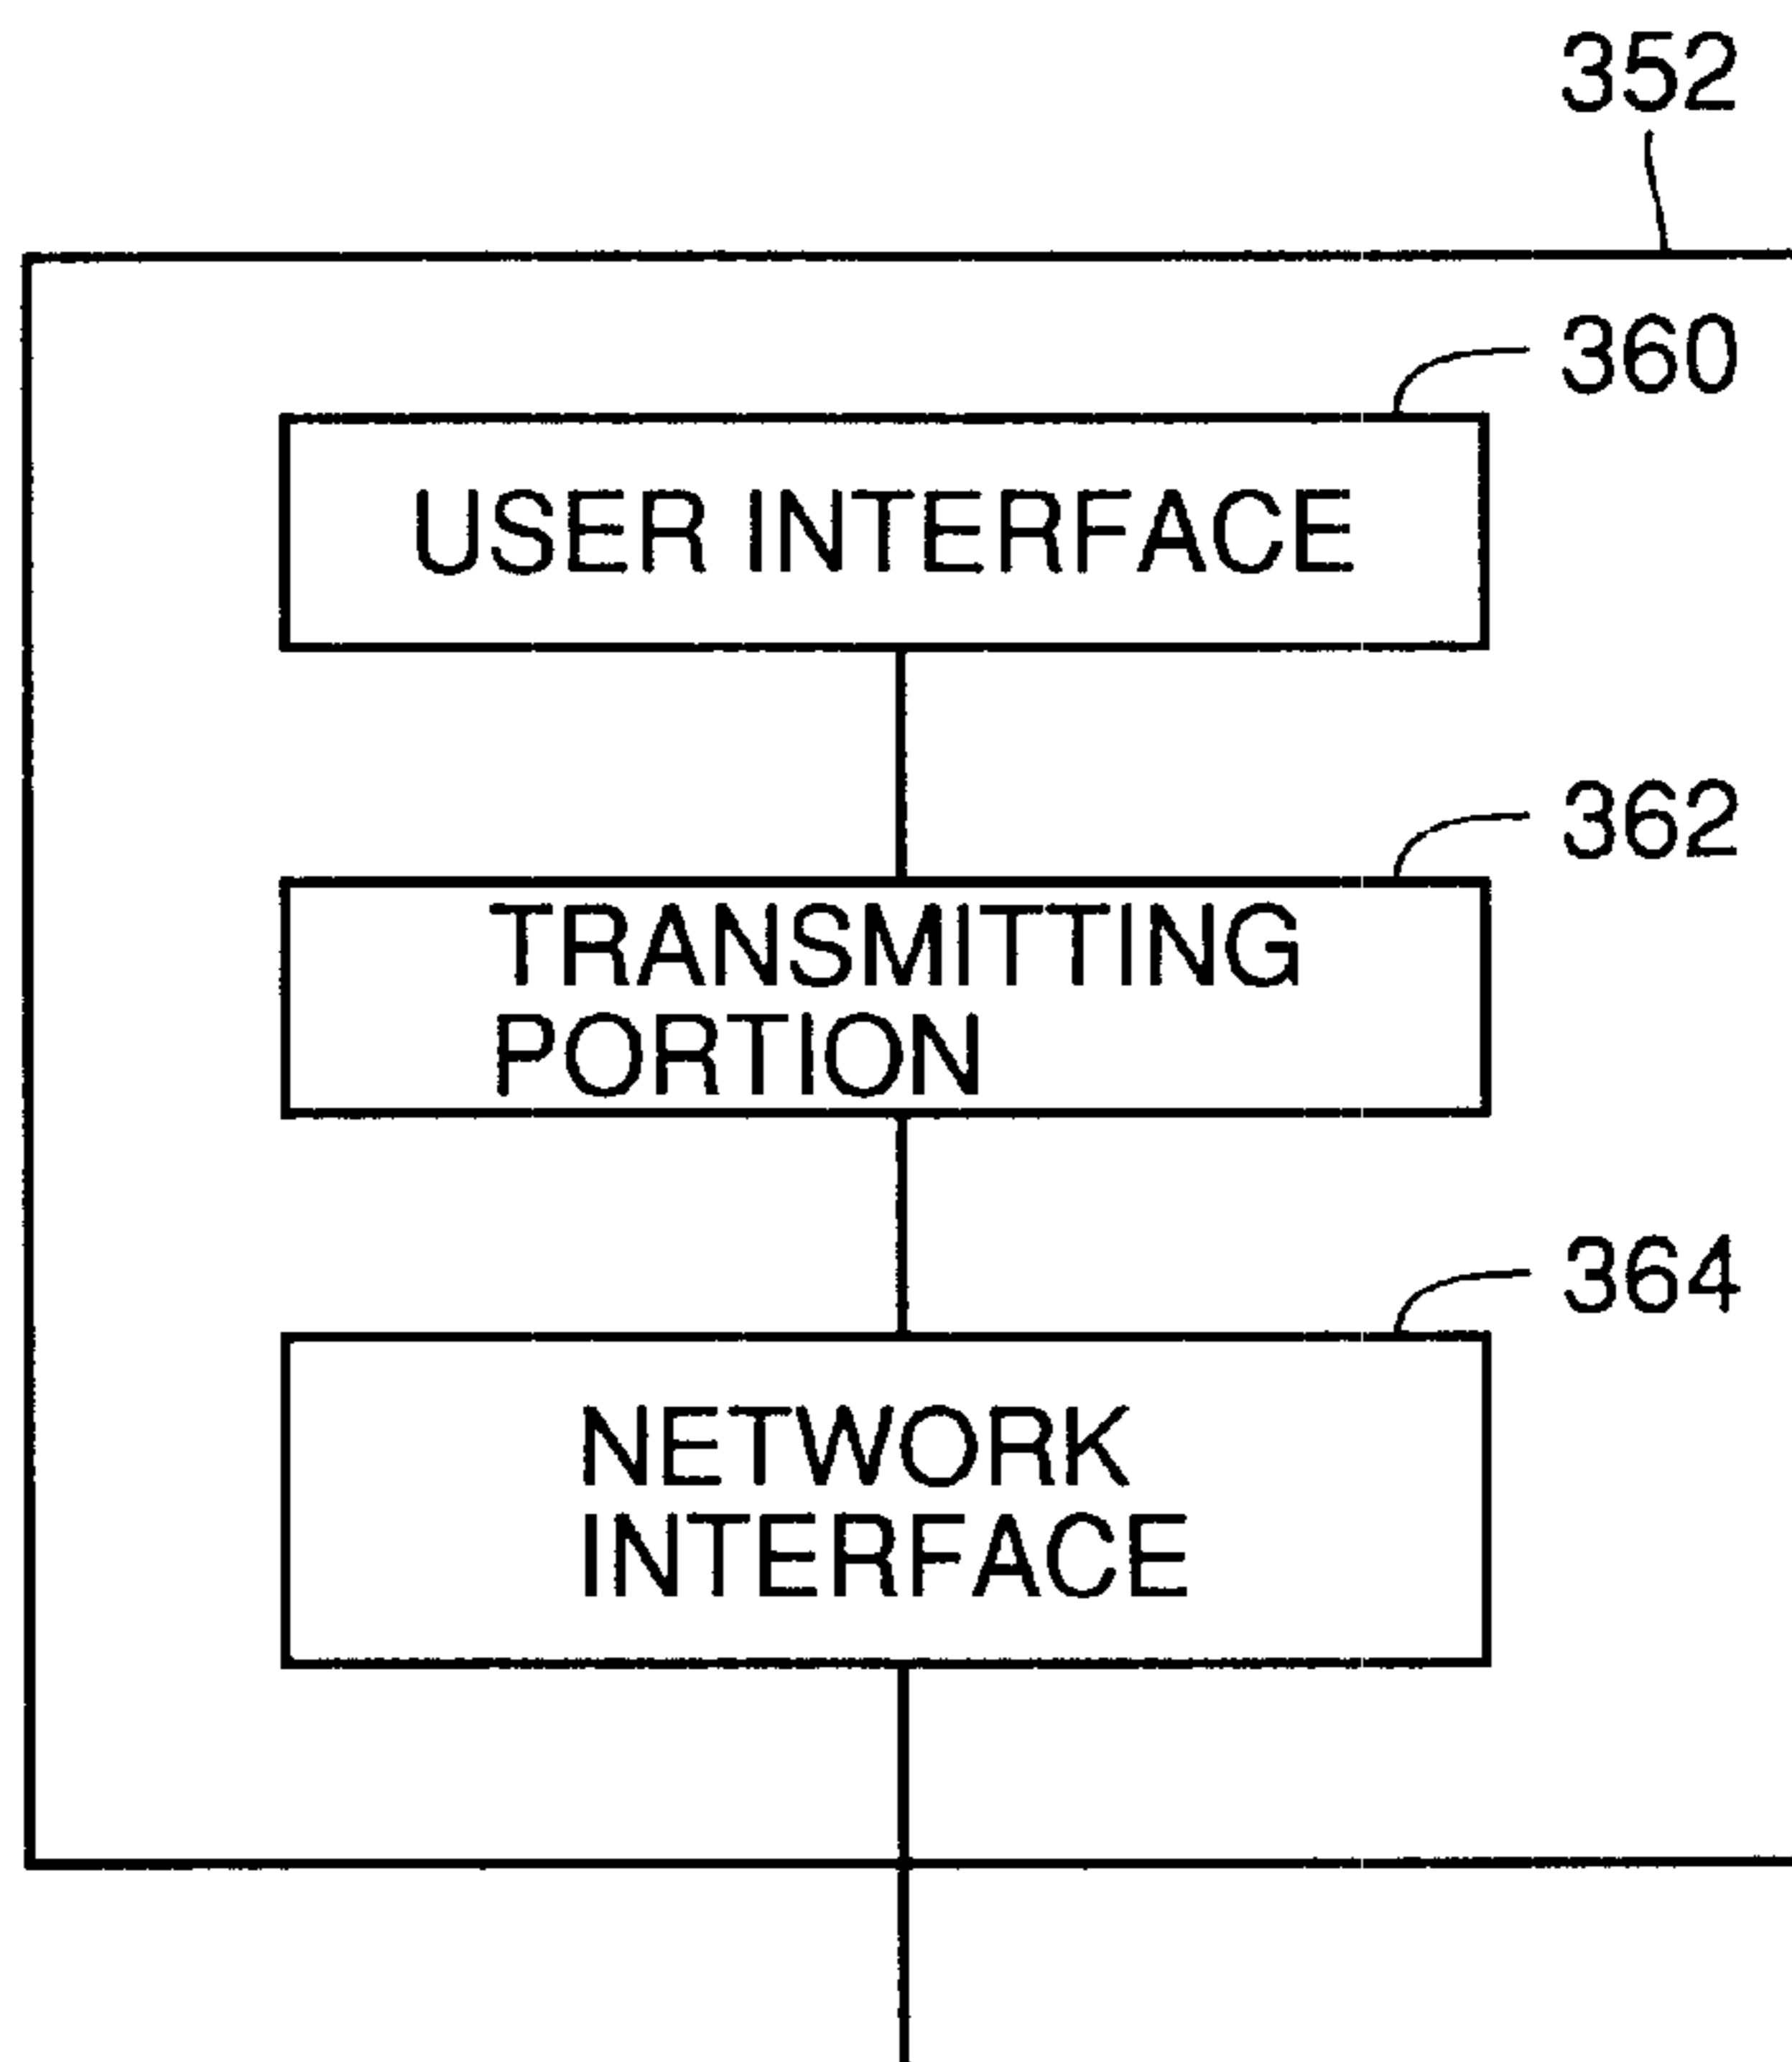 352
360
USER INTERFACE
362
TRANSMITTING
PORTION
364
NETWORK
INTERFACE